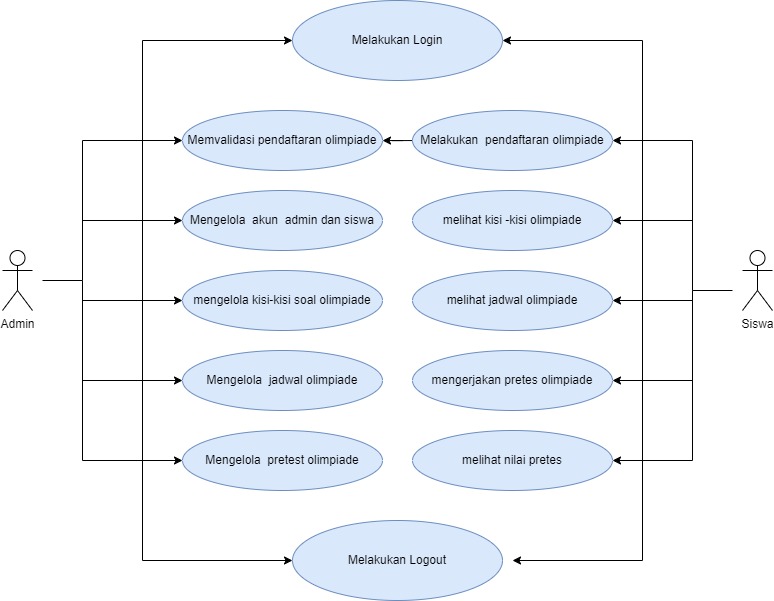 Melakukan Login
Memvalidasi pendaftaran olimpiade
Melakukan pendaftaran olimpiade
Mengelola akun admin dan siswa
melihat kisi -kisi olimpiade
mengelola kisi-kisi soal olimpiade
melihat jadwal olimpiade
Admin
Siswa
Mengelola jadwal olimpiade
mengerjakan pretes olimpiade
Mengelola pretest olimpiade
melihat nilai pretes
Melakukan Logout